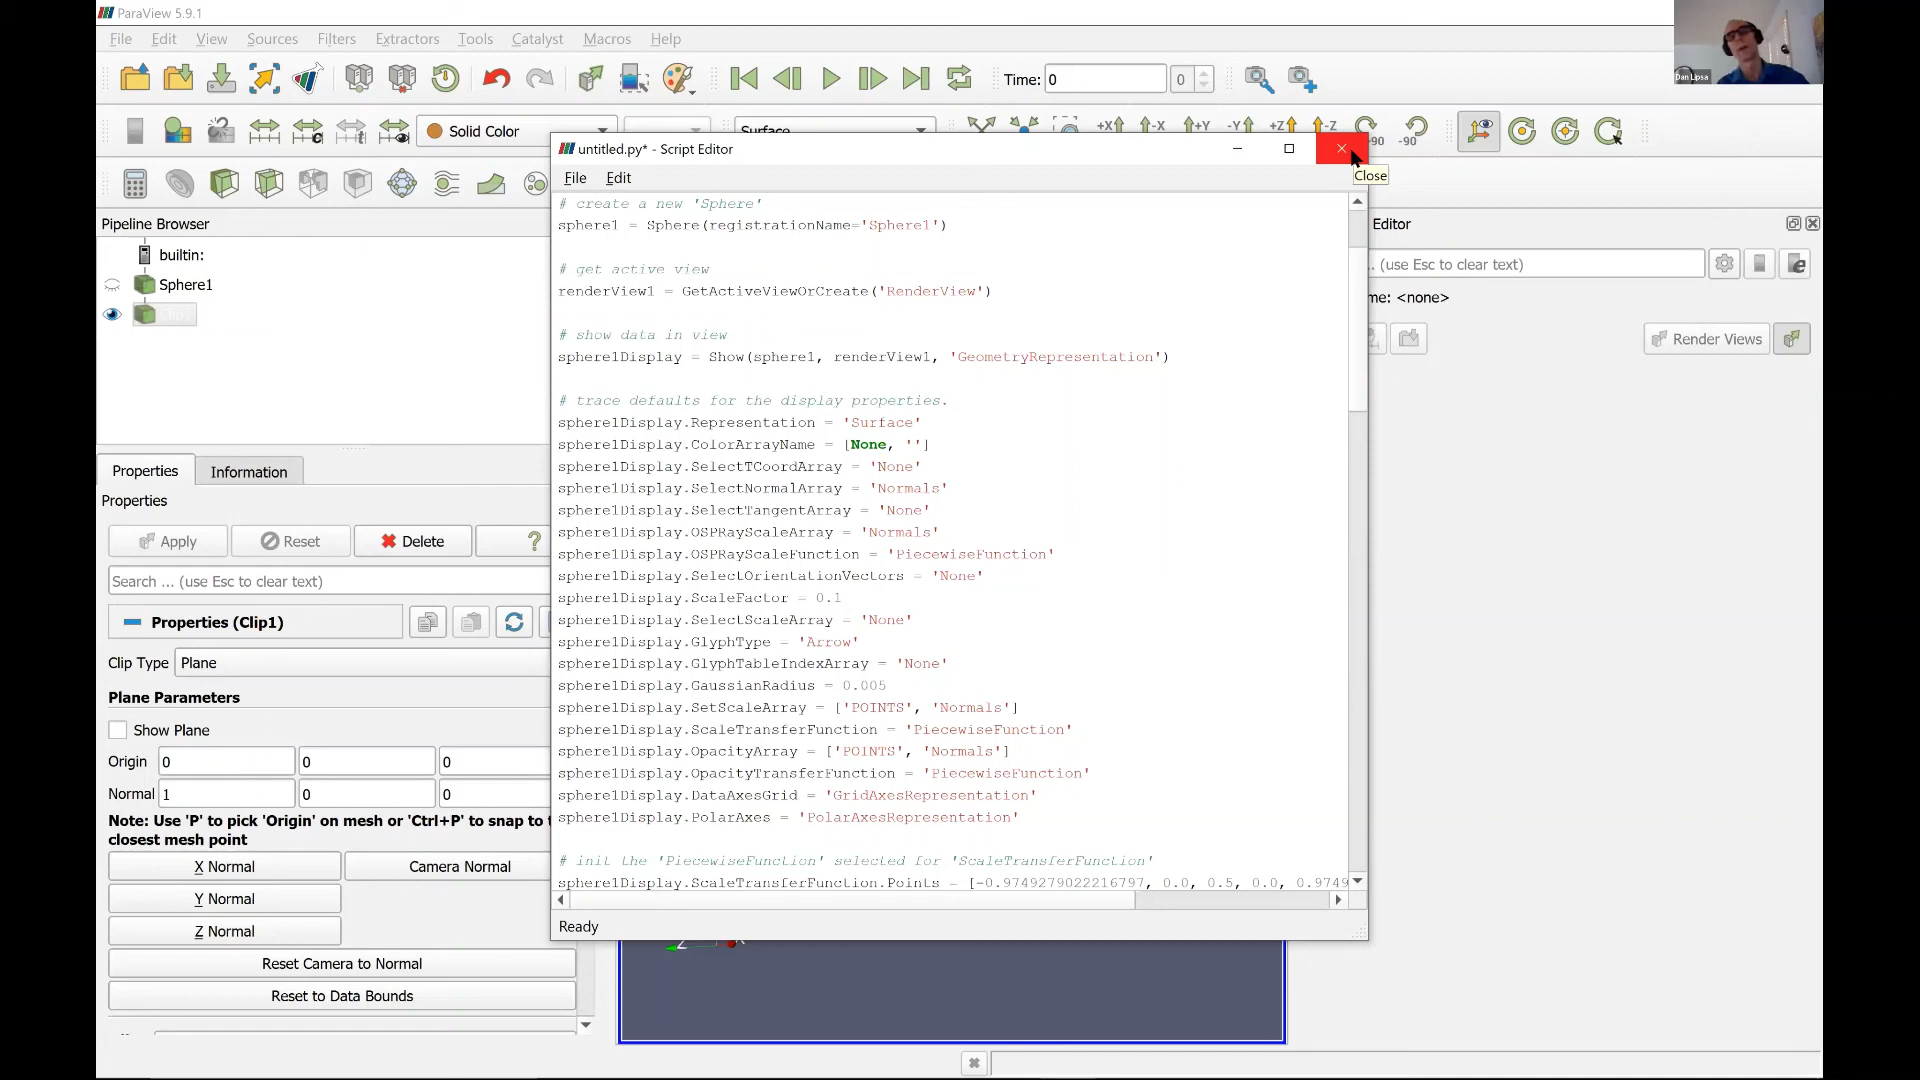 ParaView 5.9.1
File Edit View Sources Filters Extractors Tools Catalyst Macros Help
Time: 0 0
Dan Lipsa
Solid Color
Surface
+X -X +Y -Y +Z -Z -90 -90
untitled.py* - Script Editor
Close
File Edit
# create a new 'Sphere'
sphere1 = Sphere(registrationName='Sphere1')
# get active view
renderView1 = GetActiveViewOrCreate('RenderView')
# show data in view
sphere1Display = Show(sphere1, renderView1, 'GeometryRepresentation')
# trace defaults for the display properties.
sphere1Display.Representation = 'Surface'
sphere1Display.ColorArrayName = [None, '']
sphere1Display.SelectTCoordArray = 'None'
sphere1Display.SelectNormalArray = 'Normals'
sphere1Display.SelectTangentArray = 'None'
sphere1Display.OSPRayScaleArray = 'Normals'
sphere1Display.OSPRayScaleFunction = 'PiecewiseFunction'
sphere1Display.SelectOrientationVectors = 'None'
sphere1Display.ScaleFactor = 0.1
sphere1Display.SelectScaleArray = 'None'
sphere1Display.GlyphType = 'Arrow'
sphere1Display.GlyphTableIndexArray = 'None'
sphere1Display.GaussianRadius = 0.005
sphere1Display.SetScaleArray = ['POINTS', 'Normals']
sphere1Display.ScaleTransferFunction = 'PiecewiseFunction'
sphere1Display.OpacityArray = ['POINTS', 'Normals']
sphere1Display.OpacityTransferFunction = 'PiecewiseFunction'
sphere1Display.DataAxesGrid = 'GridAxesRepresentation'
sphere1Display.PolarAxes = 'PolarAxesRepresentation'
# init the 'PiecewiseFunction' selected for 'ScaleTransferFunction'
sphere1Display.ScaleTransferFunction.Points = [-0.9749279022216797, 0.0, 0.5, 0.0, 0.9749
Ready
Pipeline Browser
builtin:
Sphere1
Clip1
Properties Information
Properties
Apply Reset Delete ?
Search ... (use Esc to clear text)
Properties (Clip1)
Clip Type Plane
Plane Parameters
Show Plane
Origin 0 0 0
Normal 1 0 0
Note: Use 'P' to pick 'Origin' on mesh or 'Ctrl+P' to snap to t
closest mesh point
X Normal Camera Normal
Y Normal
Z Normal
Reset Camera to Normal
Reset to Data Bounds
Z
Editor
... (use Esc to clear text)
me: <none>
Render Views